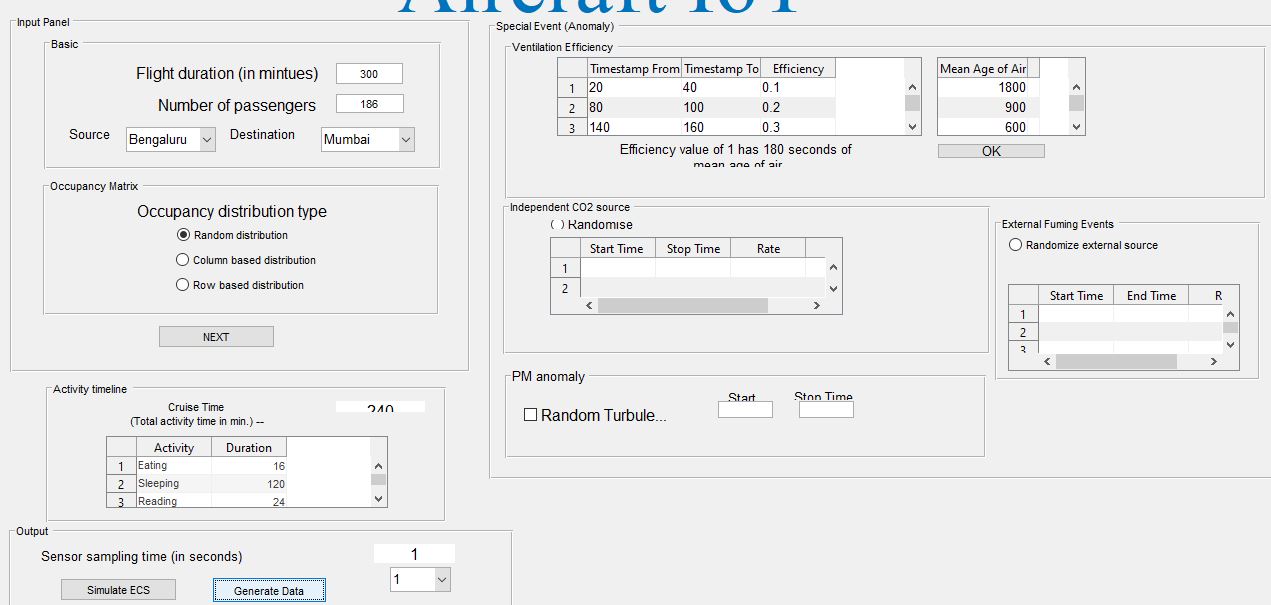 Aircraft IoT
Input Panel
Basic
Flight duration (in mintues) 300
Number of passengers 186
Source Bengaluru Destination Mumbai
Occupancy Matrix
Occupancy distribution type
Random distribution
Column based distribution
Row based distribution
NEXT
Activity timeline
Cruise Time 240
(Total activity time in min.) --
Activity Duration
1 Eating 16
2 Sleeping 120
3 Reading 24
Output
Sensor sampling time (in seconds) 1
1
Simulate ECS Generate Data
Special Event (Anomaly)
Ventilation Efficiency
Timestamp From Timestamp To Efficiency
1 20 40 0.1
2 80 100 0.2
3 140 160 0.3
Mean Age of Air
1800
900
600
Efficiency value of 1 has 180 seconds of
mean age of air
OK
Independent CO2 source
Randomise
Start Time Stop Time Rate
1
2
External Fuming Events
Randomize external source
Start Time End Time R
1
2
3
PM anomaly
Random Turbule...
Start Stop Time